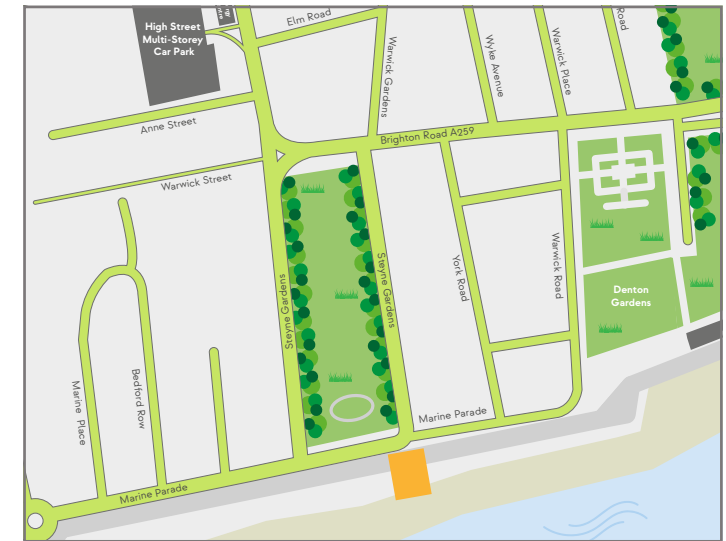 High Street
Multi-Storey
Car Park
Elm Road
Warwick Gardens
Wyke Avenue
Warwick Place
Road
Anne Street
Brighton Road A259
Warwick Street
Steyne Gardens
Steyne Gardens
York Road
Warwick Road
Denton
Gardens
Marine Place
Bedford Row
Marine Parade
Marine Parade